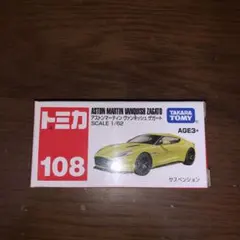 トミカ
108
ASTON MARTIN VANQUISH ZAGATO
アストンマーティン ヴァンキッシュ ザガート
SCALE 1/62
TAKARA
TOMY
AGE3+
サスペンション